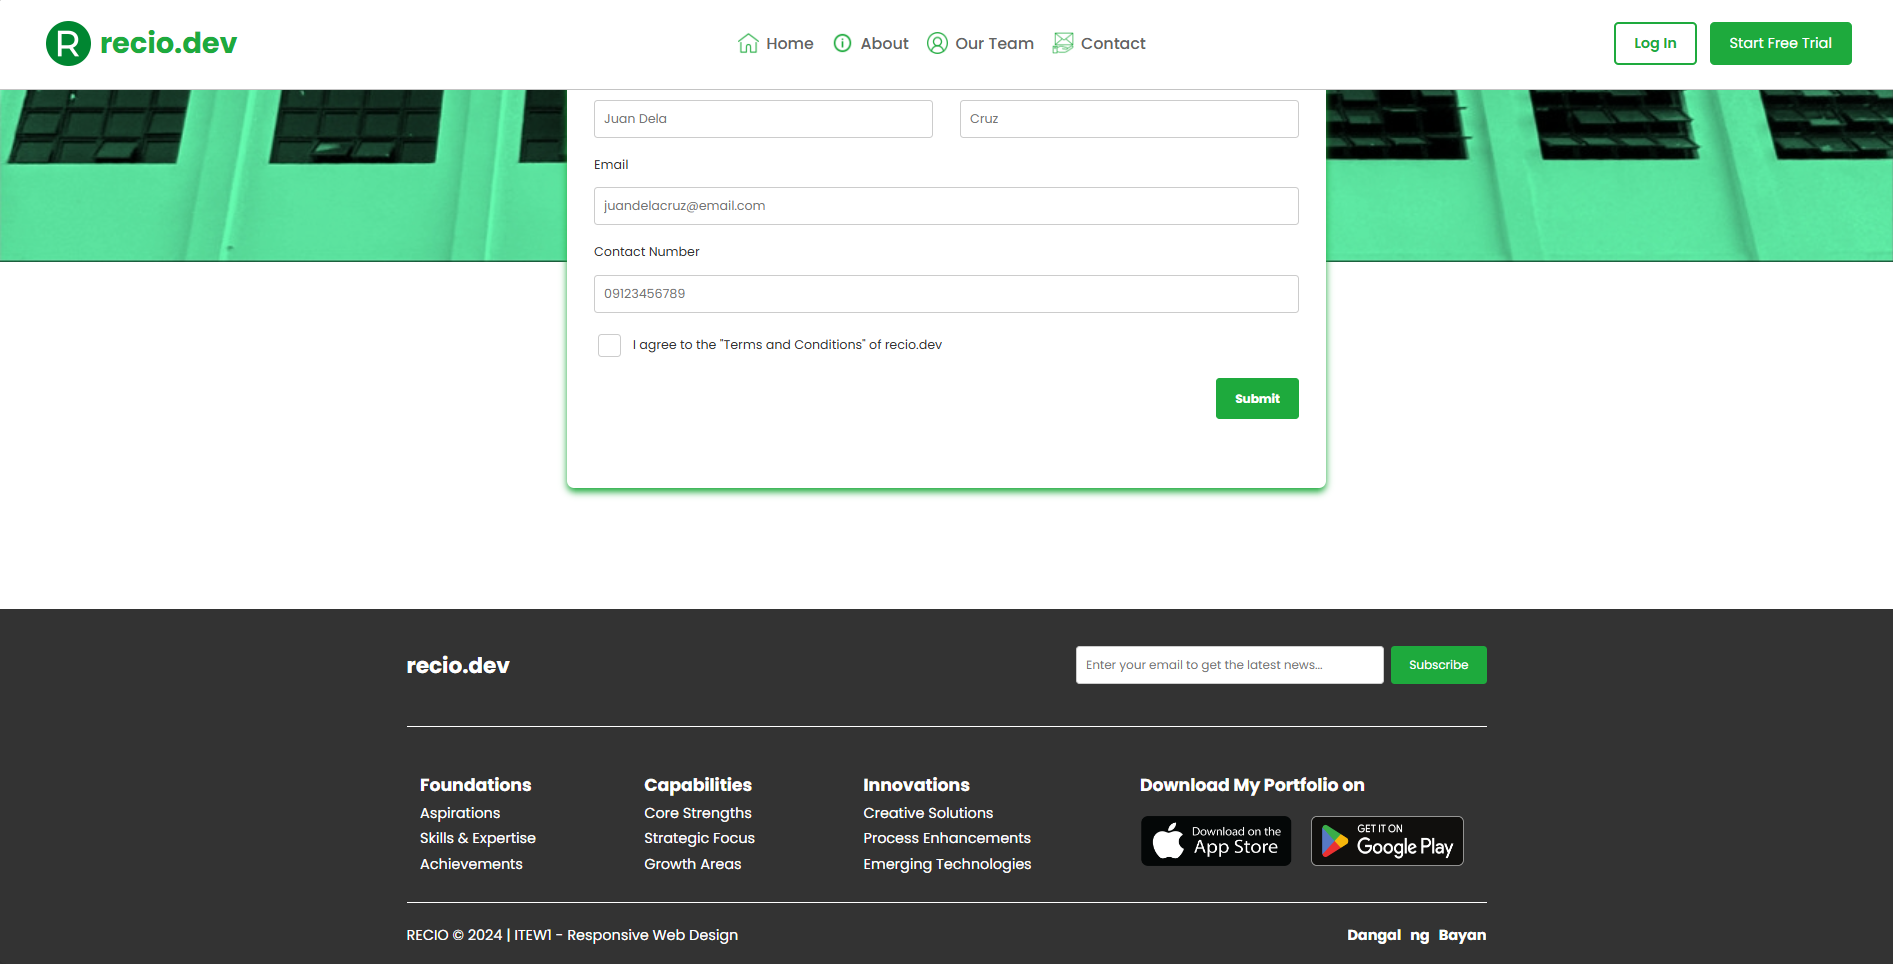 R recio.dev
Home About Our Team Contact
Log In Start Free Trial
Juan Dela Cruz
Email
juandelacruz@email.com
Contact Number
09123456789
I agree to the "Terms and Conditions" of recio.dev
Submit
recio.dev
Enter your email to get the latest news...
Subscribe
Foundations
Aspirations
Skills & Expertise
Achievements
Capabilities
Core Strengths
Strategic Focus
Growth Areas
Innovations
Creative Solutions
Process Enhancements
Emerging Technologies
Download My Portfolio on
Download on the
App Store
GET IT ON
Google Play
RECIO © 2024 | ITEW1 - Responsive Web Design
Dangal ng Bayan